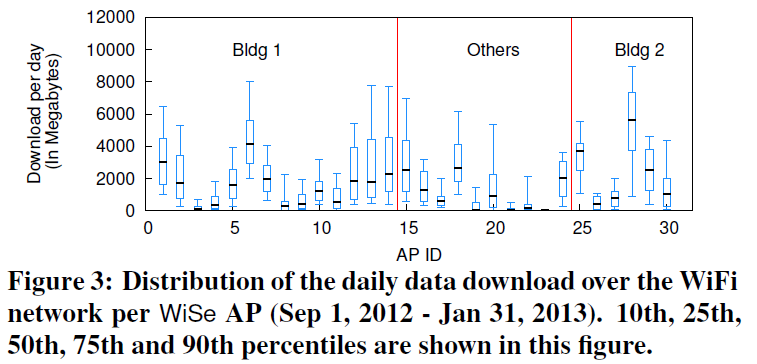 12000
10000
8000
6000
4000
2000
0
Download per day
(In Megabytes)
Bldg 1
Others
Bldg 2
0 5 10 15 20 25 30
AP ID
Figure 3: Distribution of the daily data download over the WiFi
network per WiSe AP (Sep 1, 2012 - Jan 31, 2013). 10th, 25th,
50th, 75th and 90th percentiles are shown in this figure.